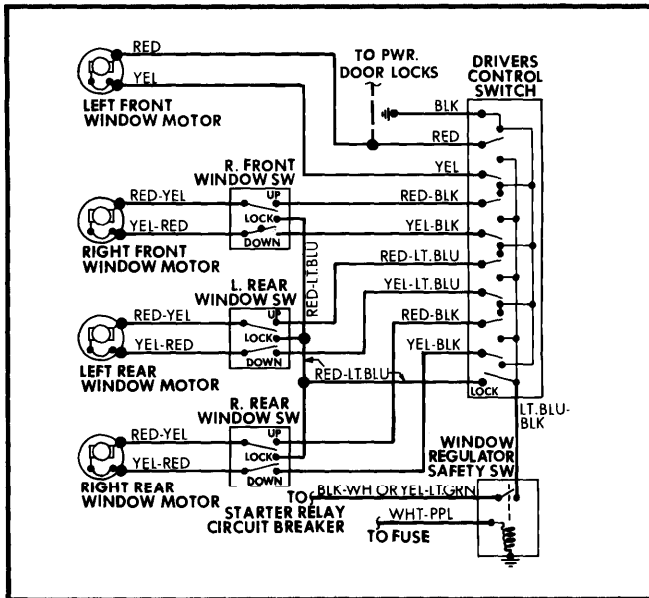 RED
YEL
LEFT FRONT
WINDOW MOTOR
TO PWR.
DOOR LOCKS
DRIVERS
CONTROL
SWITCH
BLK
RED
YEL
R. FRONT
WINDOW SW
RED-YEL
UP
RED-BLK
LOCK
YEL-RED
DOWN
YEL-BLK
RIGHT FRONT
WINDOW MOTOR
RED-LT.BLU
RED-LT.BLU
L. REAR
WINDOW SW
YEL-LT.BLU
RED-YEL
UP
RED-BLK
LOCK
YEL-RED
DOWN
YEL-BLK
LEFT REAR
WINDOW MOTOR
RED-LT.BLU
LOCK
R. REAR
WINDOW SW
LT.BLU-
BLK
RED-YEL
UP
LOCK
YEL-RED
DOWN
RIGHT REAR
WINDOW MOTOR
WINDOW
REGULATOR
SAFETY SW
TO
STARTER RELAY
CIRCUIT BREAKER
BLK-WH OR YEL-LT.GRN
WHT-PPL
TO FUSE